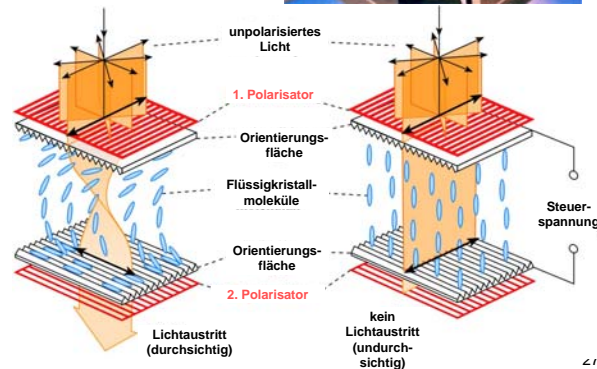 unpolarisiertes
Licht
1. Polarisator
Orientierungs-
fläche
Flüssigkristall-
moleküle
Steuer-
spannung
Orientierungs-
fläche
2. Polarisator
Lichtaustritt
(durchsichtig)
kein
Lichtaustritt
(undurch-
sichtig)